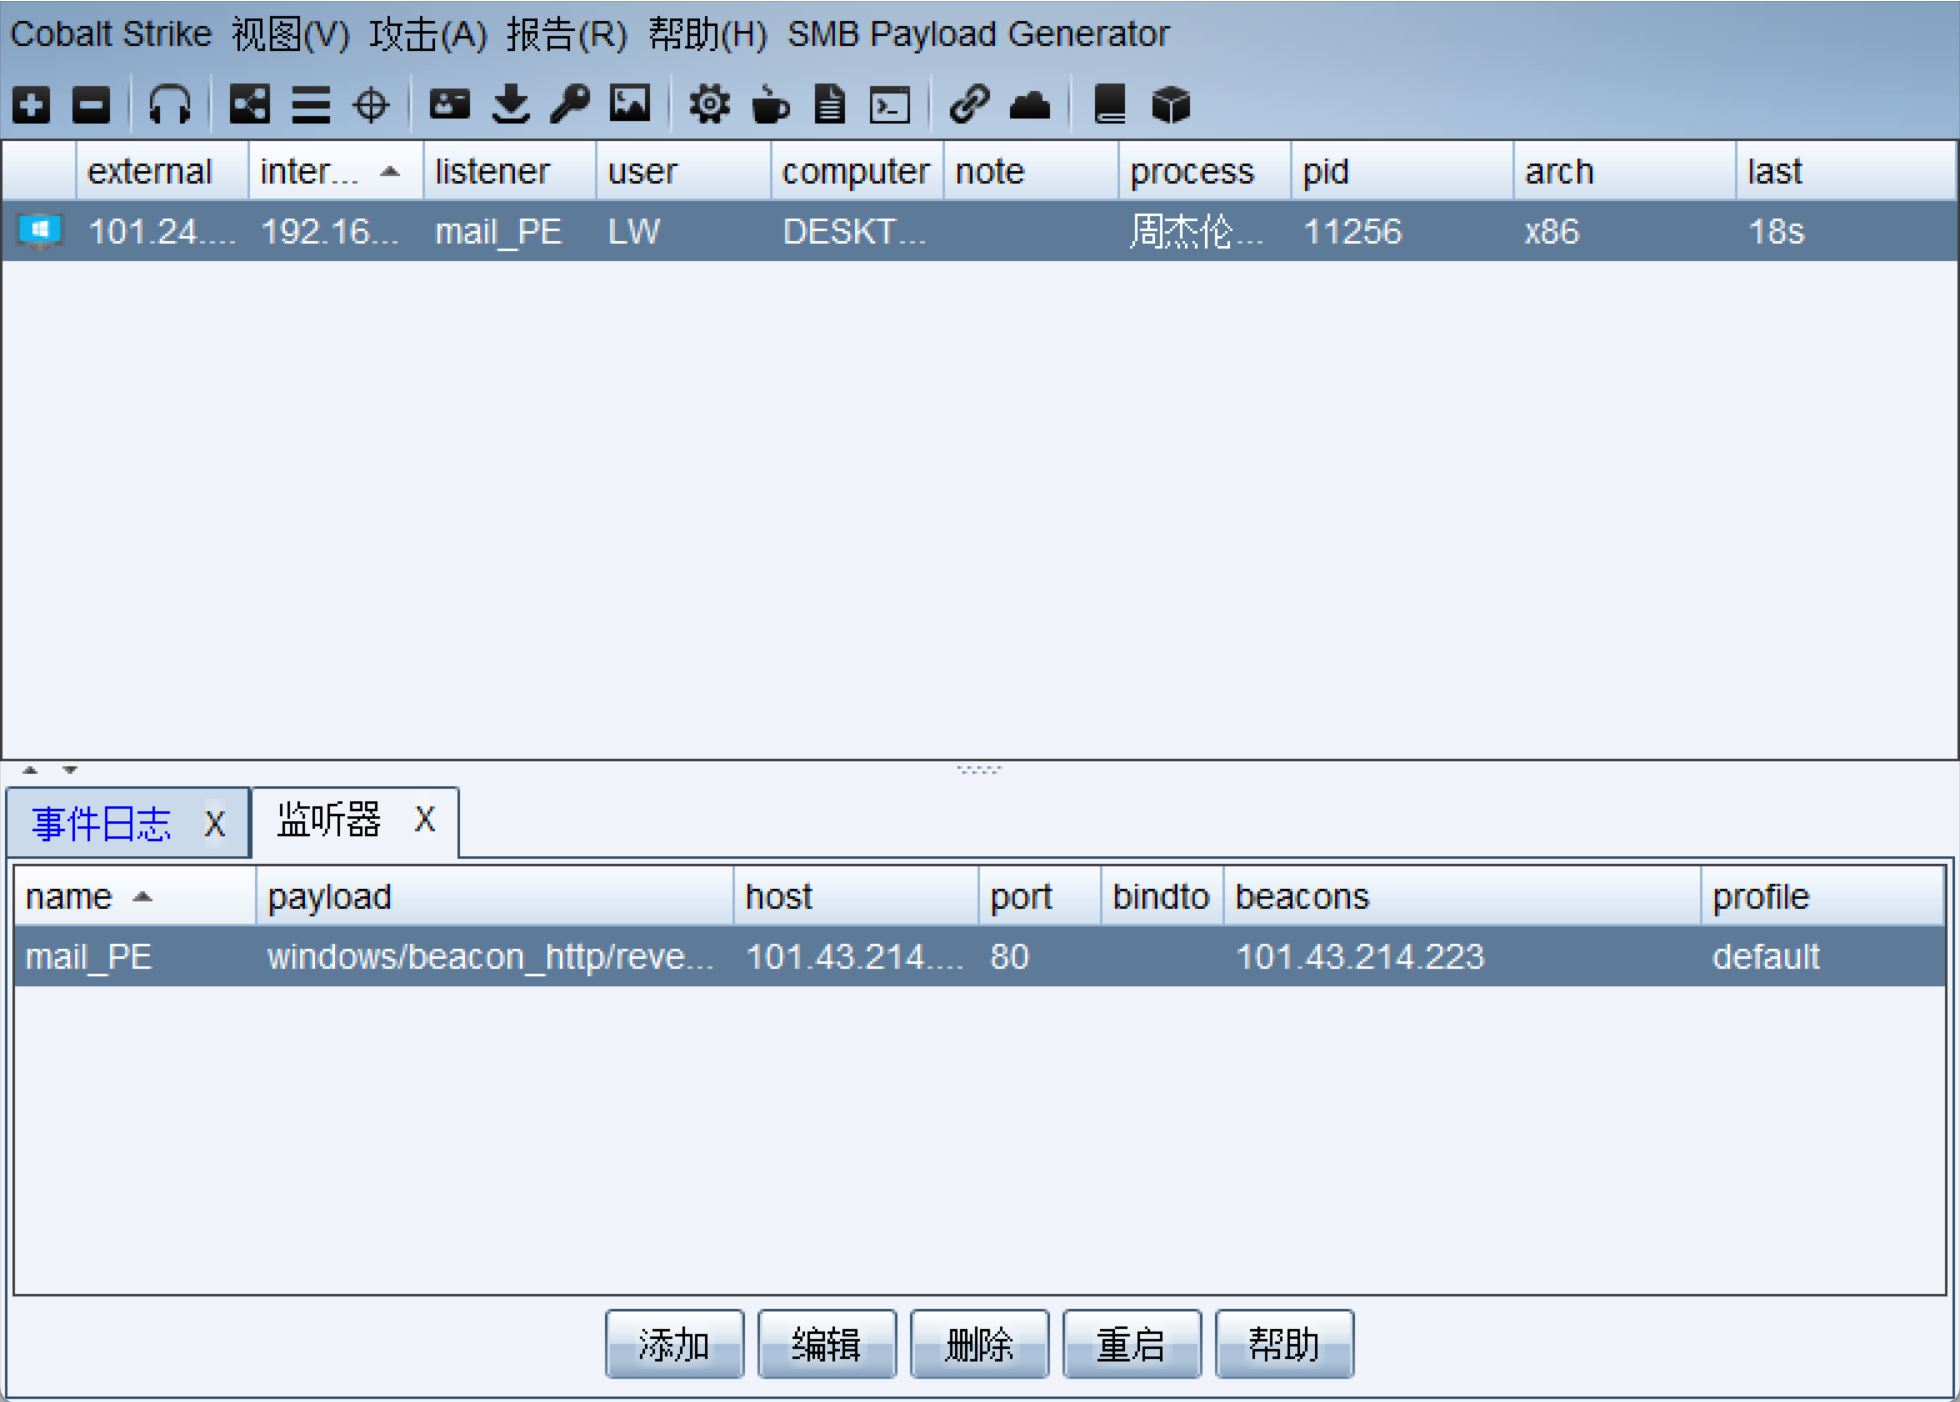 Cobalt Strike 视图(V) 攻击(A) 报告(R) 帮助(H) SMB Payload Generator
external inter... listener user computer note process pid arch last
101.24.... 192.16... mail_PE LW DESKT... 周杰伦... 11256 x86 18s
事件日志 X 监听器 X
name payload host port bindto beacons profile
mail_PE windows/beacon_http/reve... 101.43.214.... 80 101.43.214.223 default
添加 编辑 删除 重启 帮助